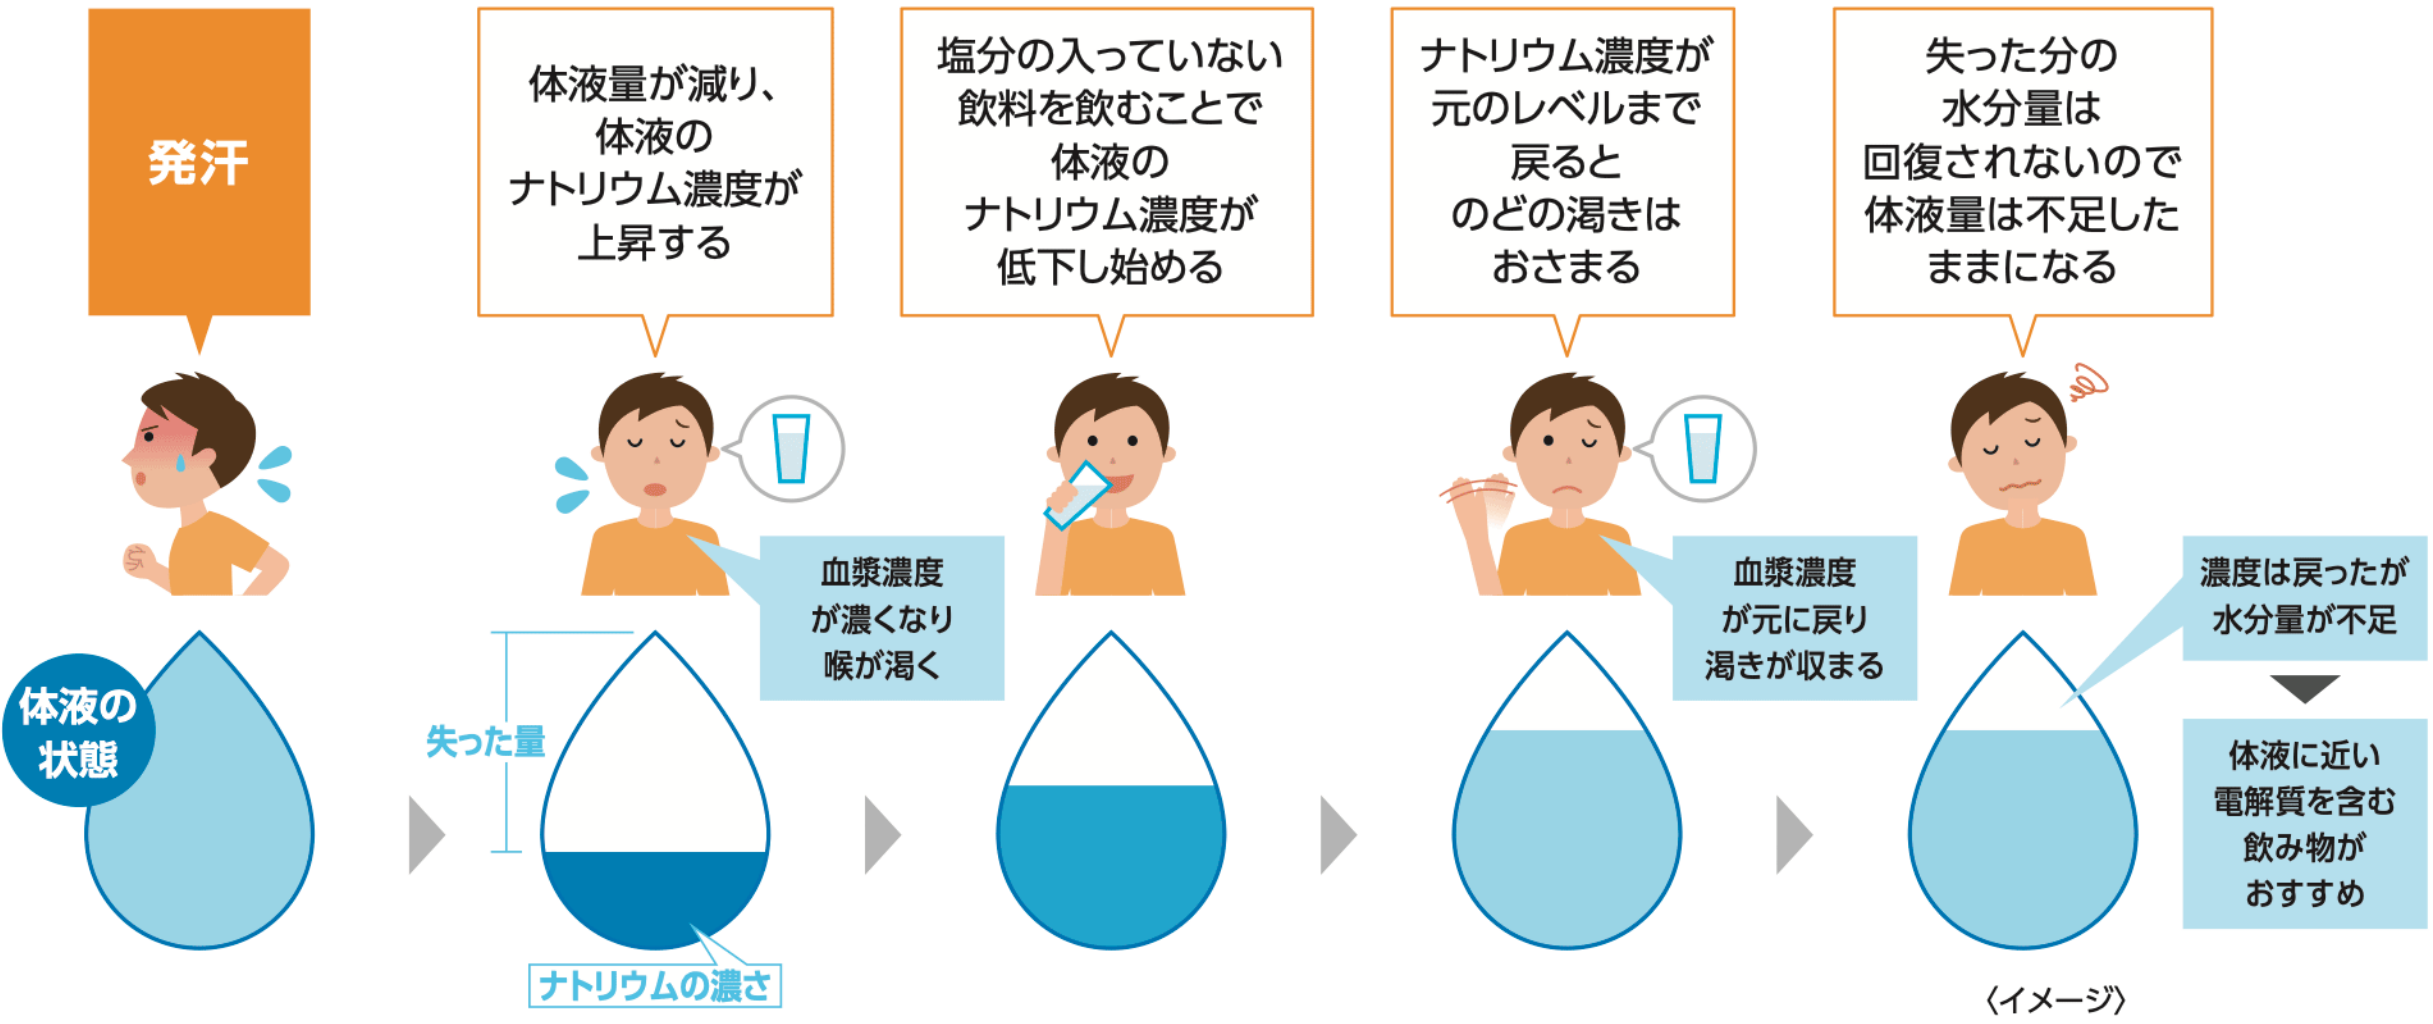 発汗
体液量が減り、
体液の
ナトリウム濃度が
上昇する
塩分の入っていない
飲料を飲むことで
体液の
ナトリウム濃度が
低下し始める
ナトリウム濃度が
元のレベルまで
戻ると
のどの渇きは
おさまる
失った分の
水分量は
回復されないので
体液量は不足した
ままになる
血漿濃度
が濃くなり
喉が渇く
血漿濃度
が元に戻り
渇きが収まる
濃度は戻ったが
水分量が不足
体液に近い
電解質を含む
飲み物が
おすすめ
体液の
状態
失った量
ナトリウムの濃さ
〈イメージ〉